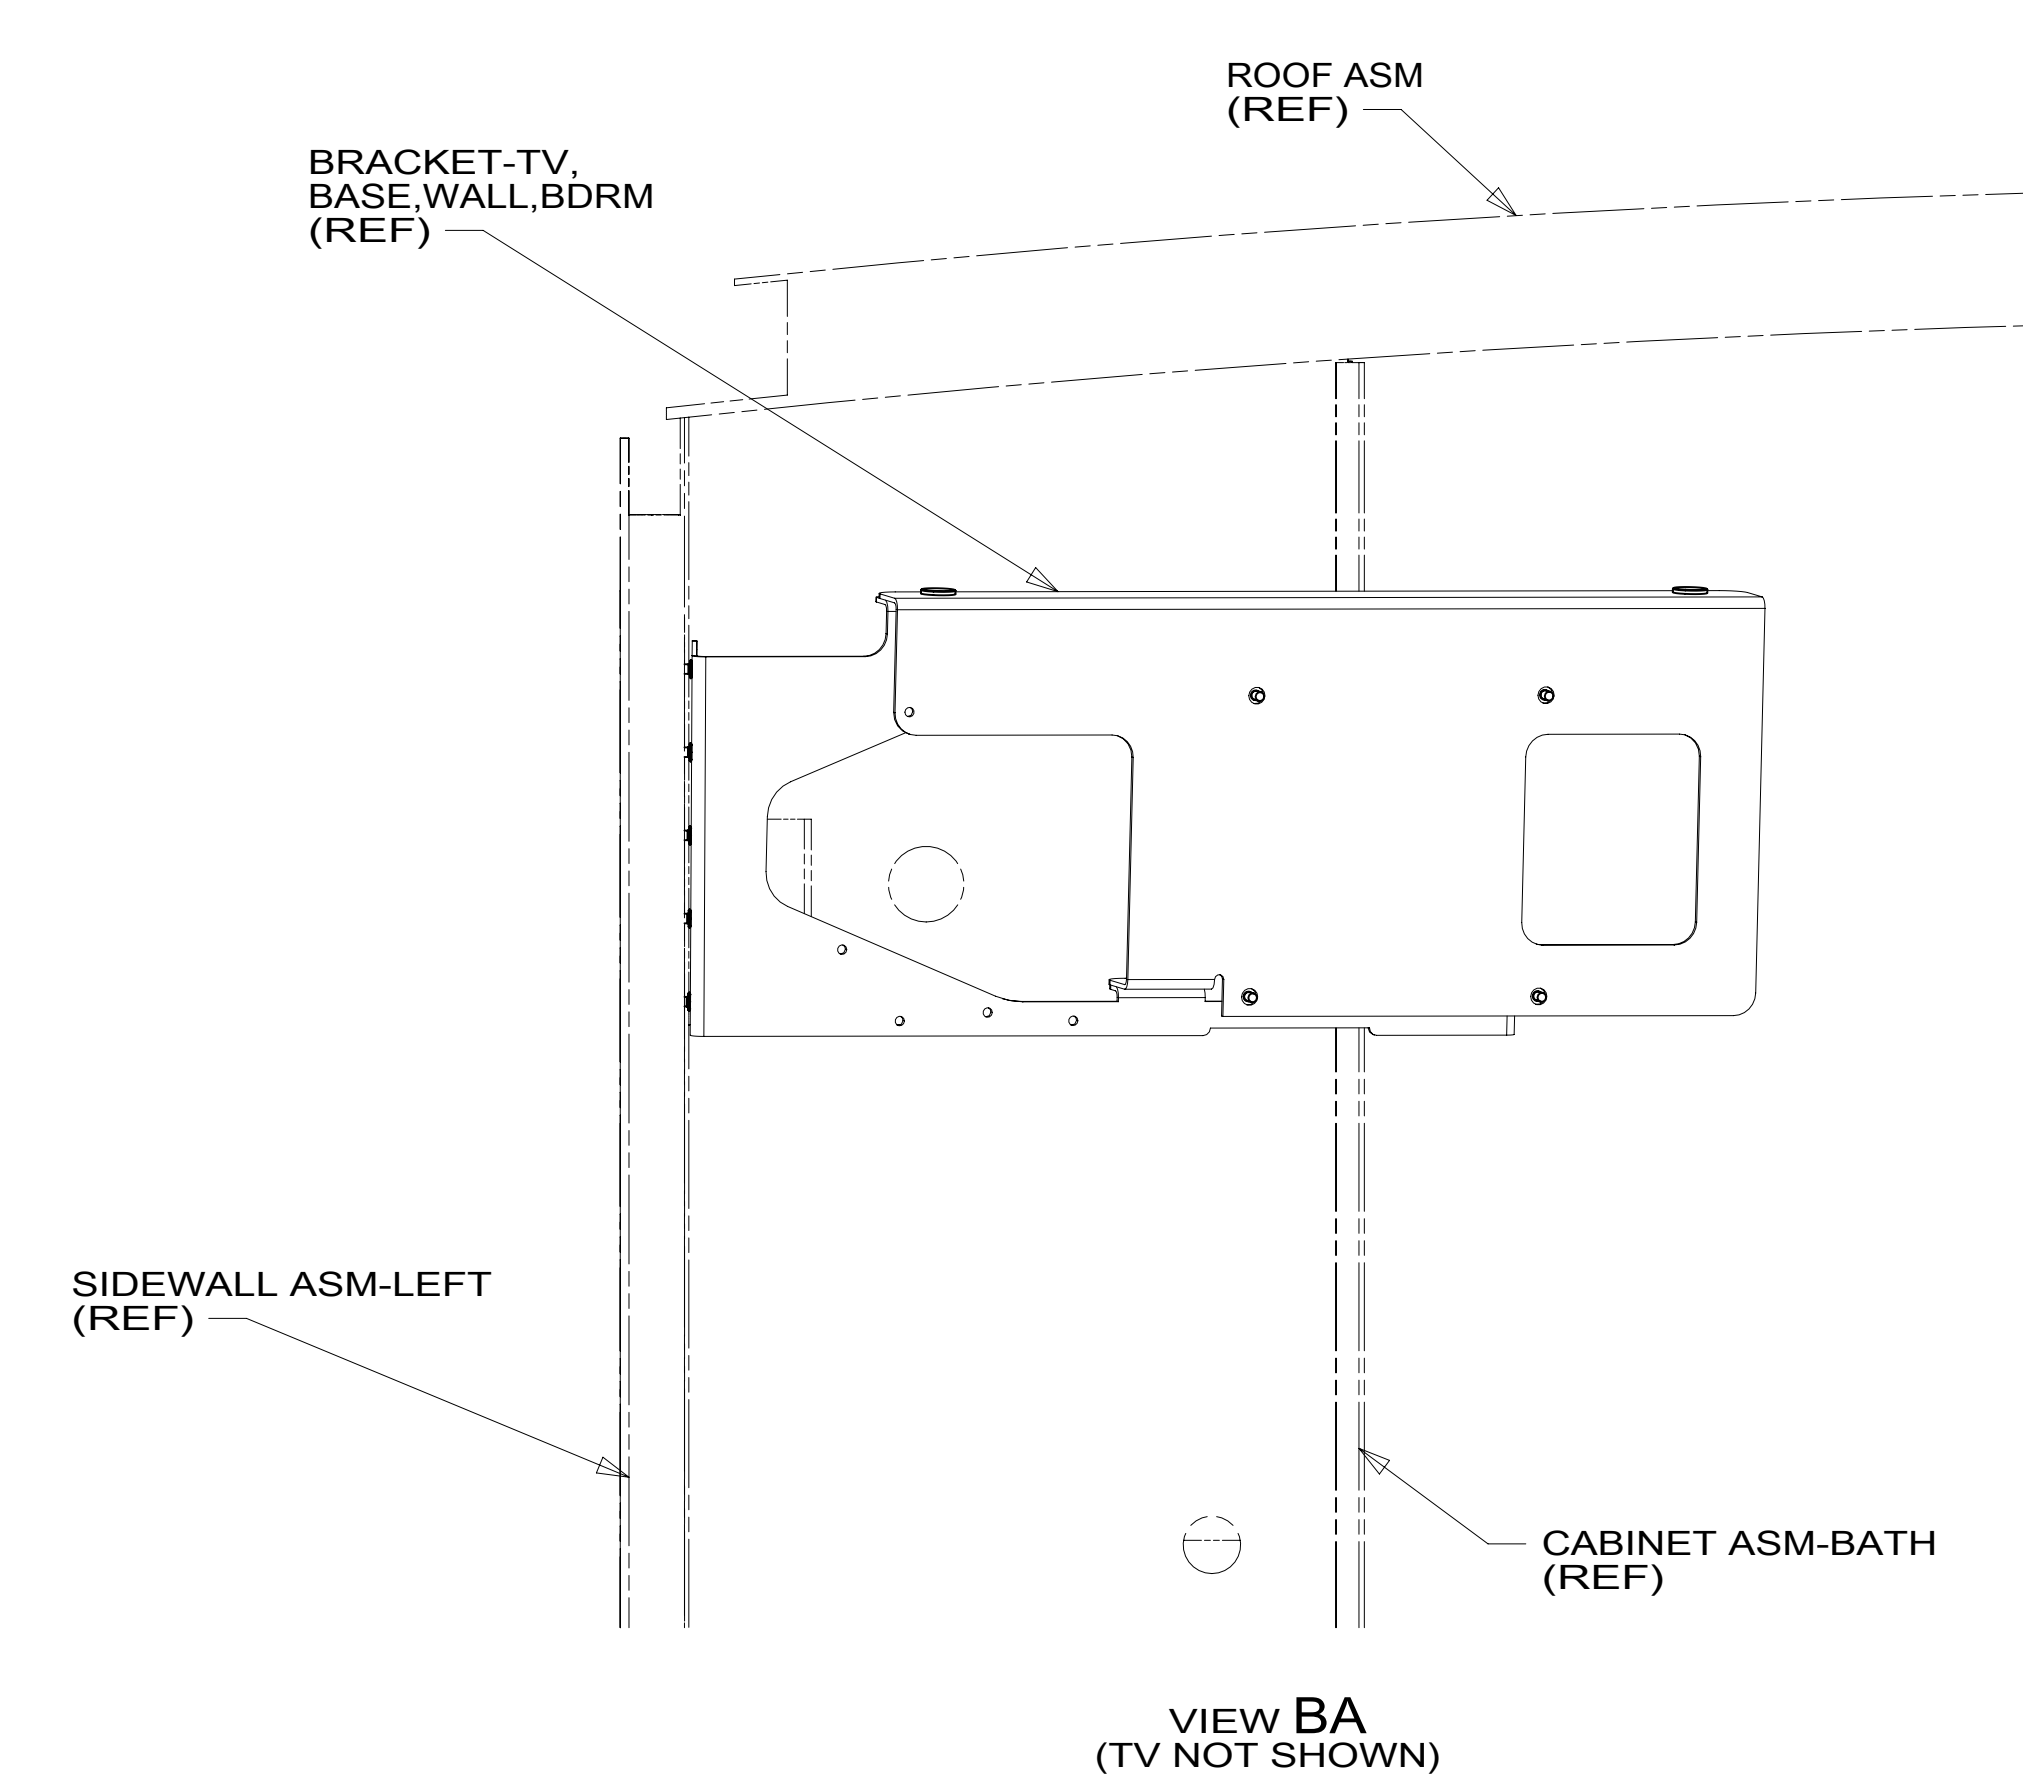 ROOF ASM
(REF)
BRACKET-TV,
BASE,WALL,BDRM
(REF)
SIDEWALL ASM-LEFT
(REF)
CABINET ASM-BATH
(REF)
VIEW BA
(TV NOT SHOWN)